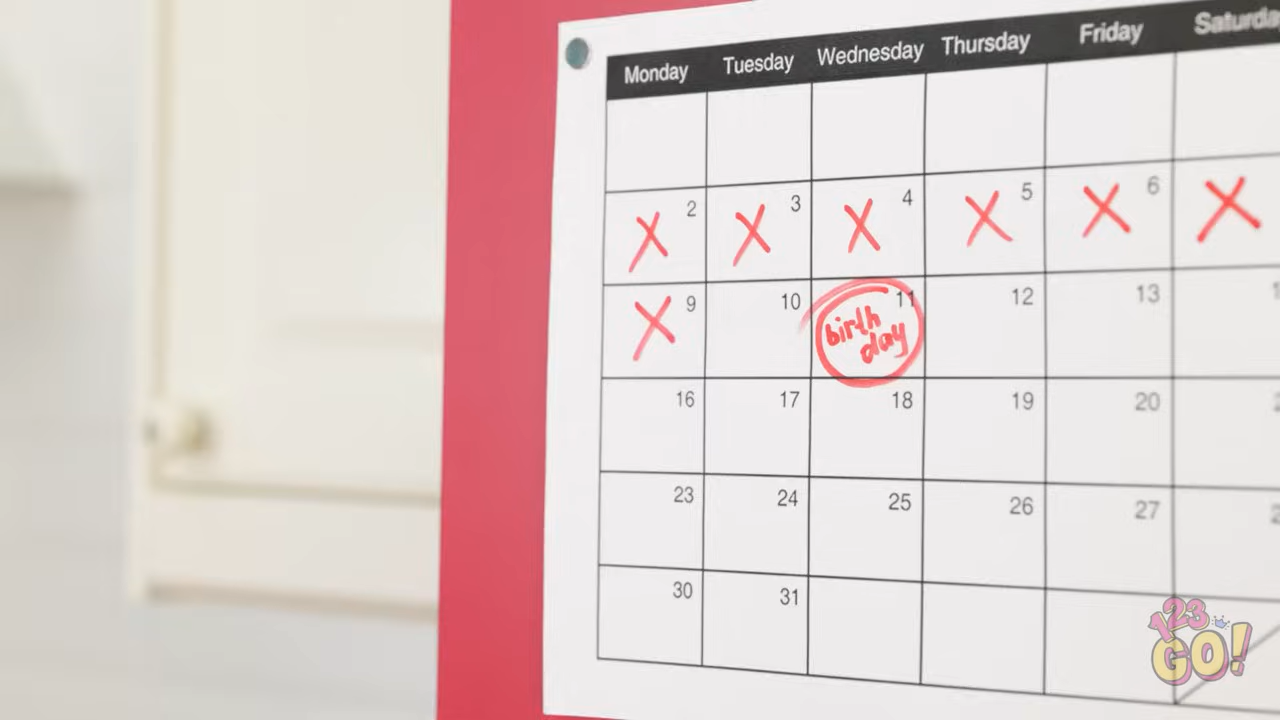 Monday Tuesday Wednesday Thursday Friday Saturda
2 3 4 5 6
9 10 11 12 13
birth
day
16 17 18 19 20
23 24 25 26 27
30 31
123
GO!